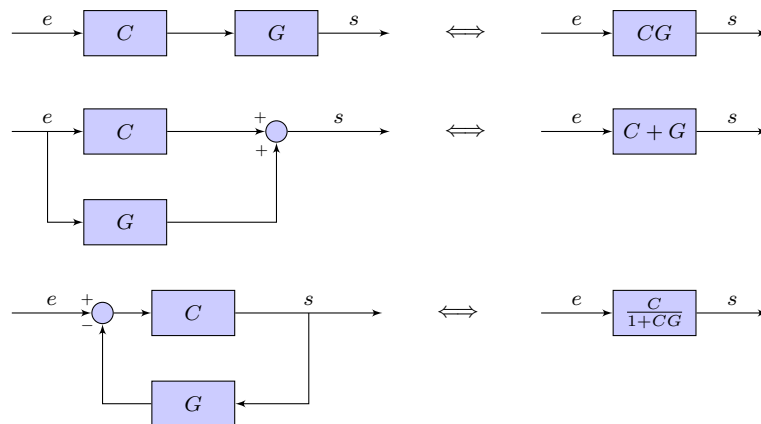 e C G s ⟺ e CG s
e C + + s ⟺ e C + G s
G
e + − C s ⟺ e C/1+CG s
G